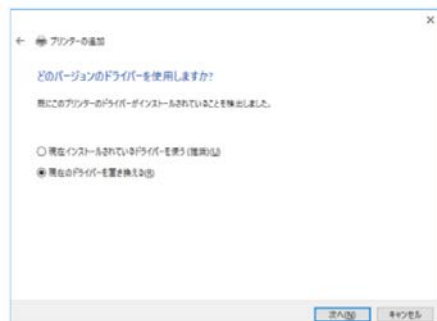 プリンターの追加
どのバージョンのドライバーを使用しますか?
既にこのプリンターのドライバーがインストールされていることを検出しました。
現在インストールされているドライバーを使う (推奨)(U)
現在のドライバーを置き換える(R)
次へ(N) キャンセル